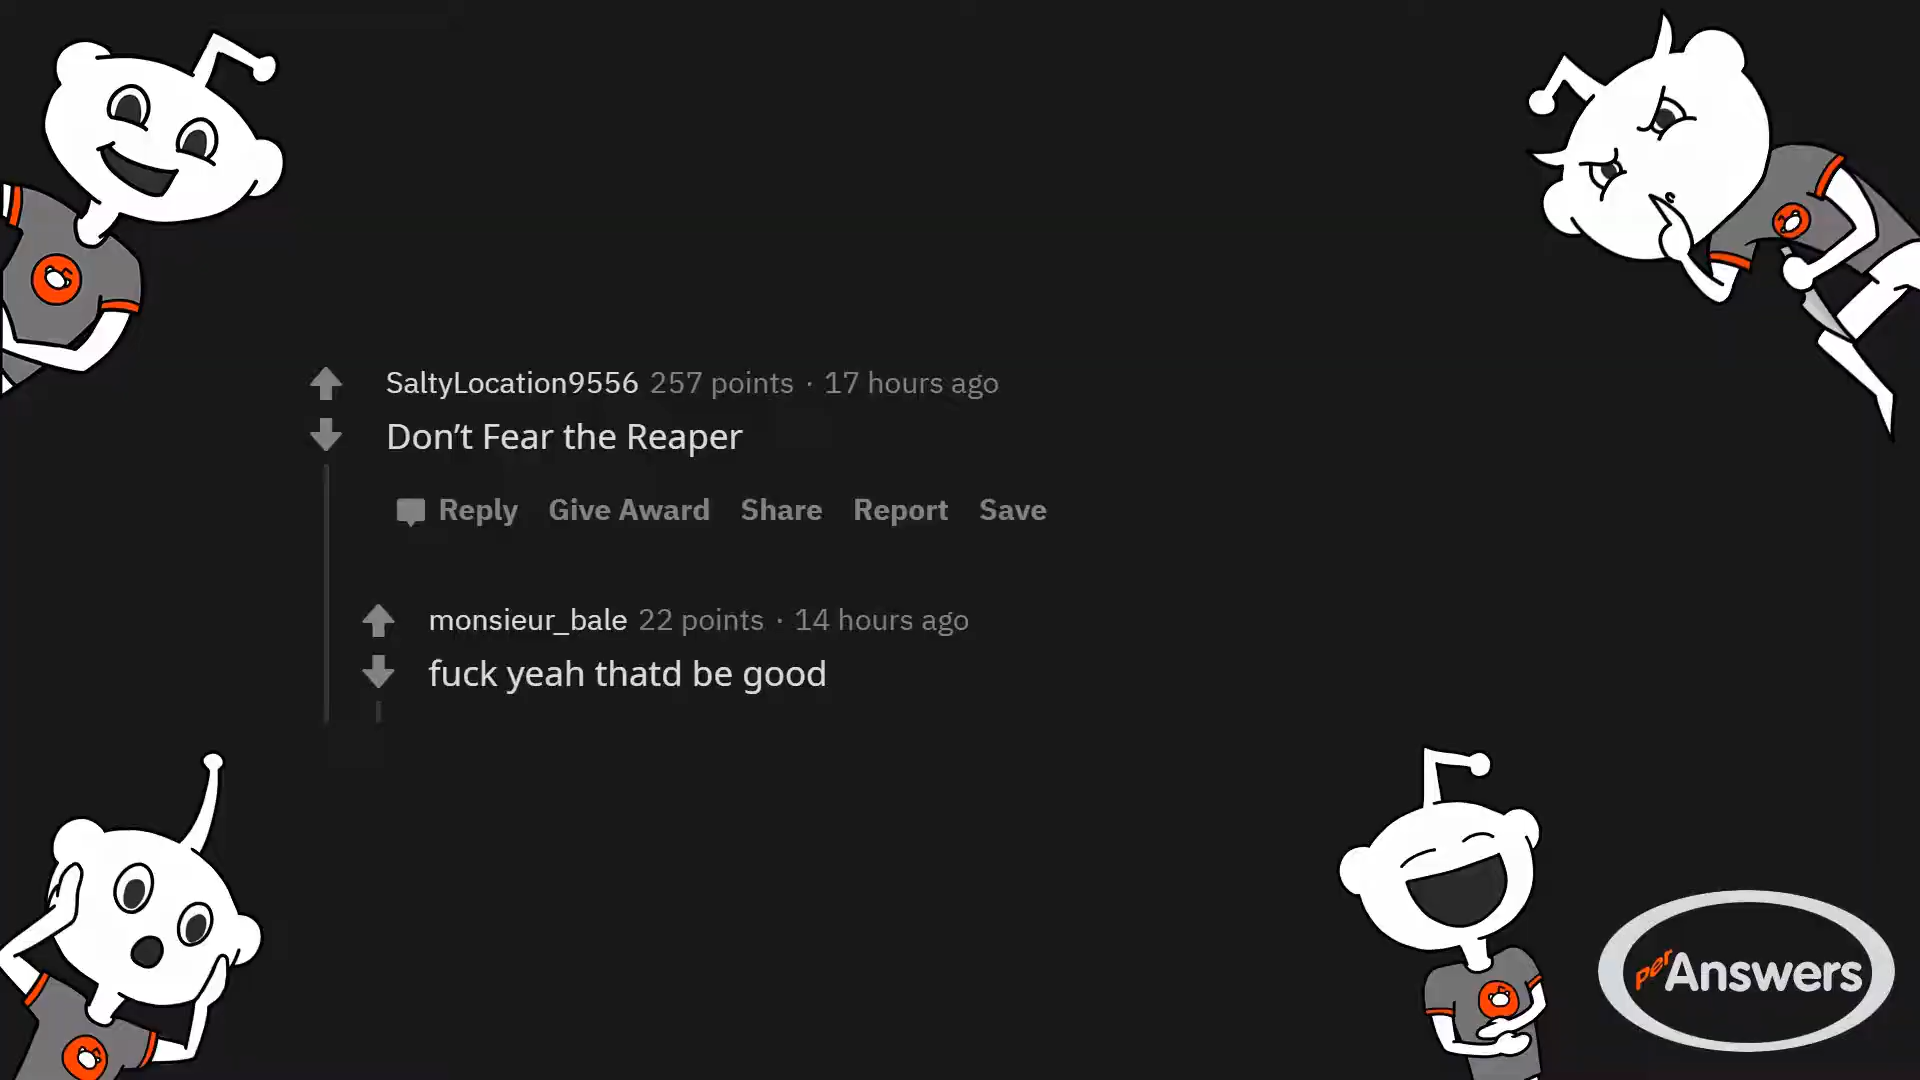 SaltyLocation9556 257 points · 17 hours ago
Don’t Fear the Reaper
Reply Give Award Share Report Save
monsieur_bale 22 points · 14 hours ago
fuck yeah thatd be good
perAnswers